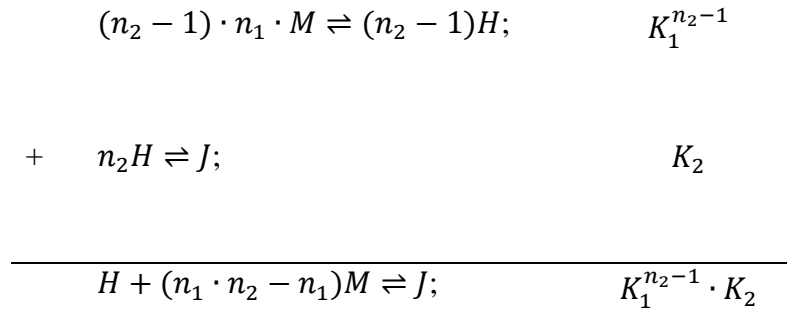 (𝑛₂ − 1) · 𝑛₁ · 𝑀 ⇌ (𝑛₂ − 1)𝐻; 𝐾₁^{𝑛₂−1}
+ 𝑛₂𝐻 ⇌ 𝐽; 𝐾₂
𝐻 + (𝑛₁ · 𝑛₂ − 𝑛₁)𝑀 ⇌ 𝐽; 𝐾₁^{𝑛₂−1} · 𝐾₂